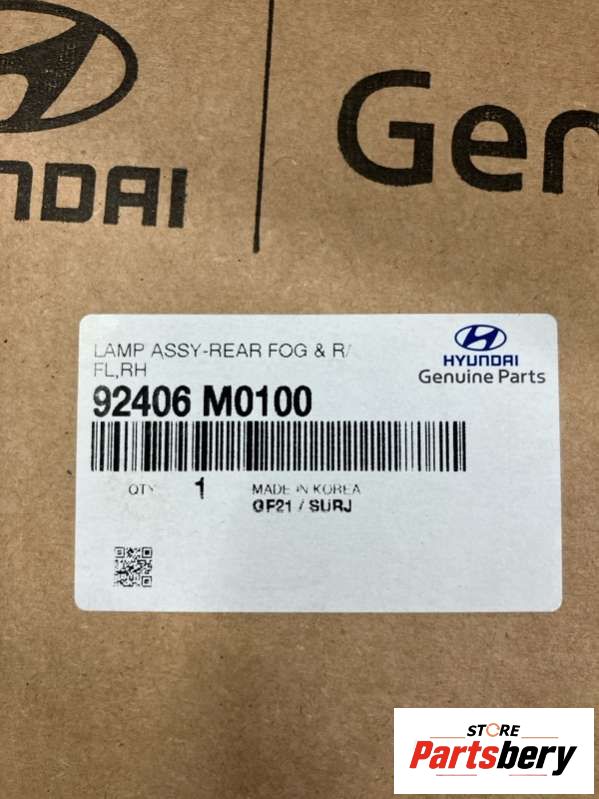 NDAI
Gen
LAMP ASSY-REAR FOG & R/
FL,RH
92406 M0100
HYUNDAI
Genuine Parts
QTY 1 MADE IN KOREA
GF21 / SURJ
STORE
Partsbery